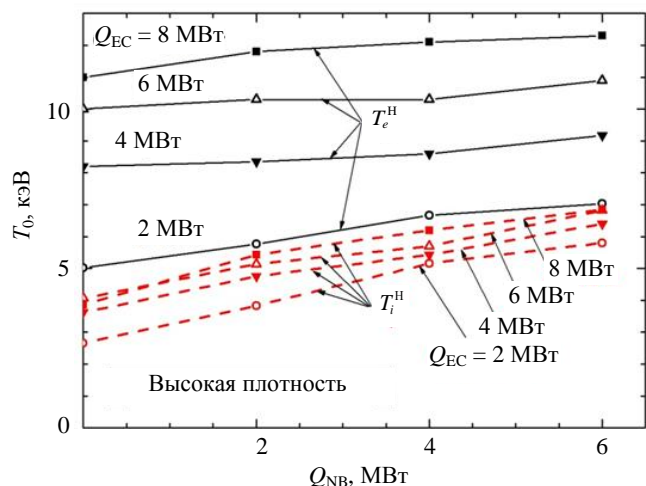 Q_EC = 8 МВт
6 МВт
10
T_e^H
4 МВт
T_0, кэВ
2 МВт
5
8 МВт
T_i^H
6 МВт
4 МВт
Q_EC = 2 МВт
Высокая плотность
0
2
4
6
Q_NB, МВт